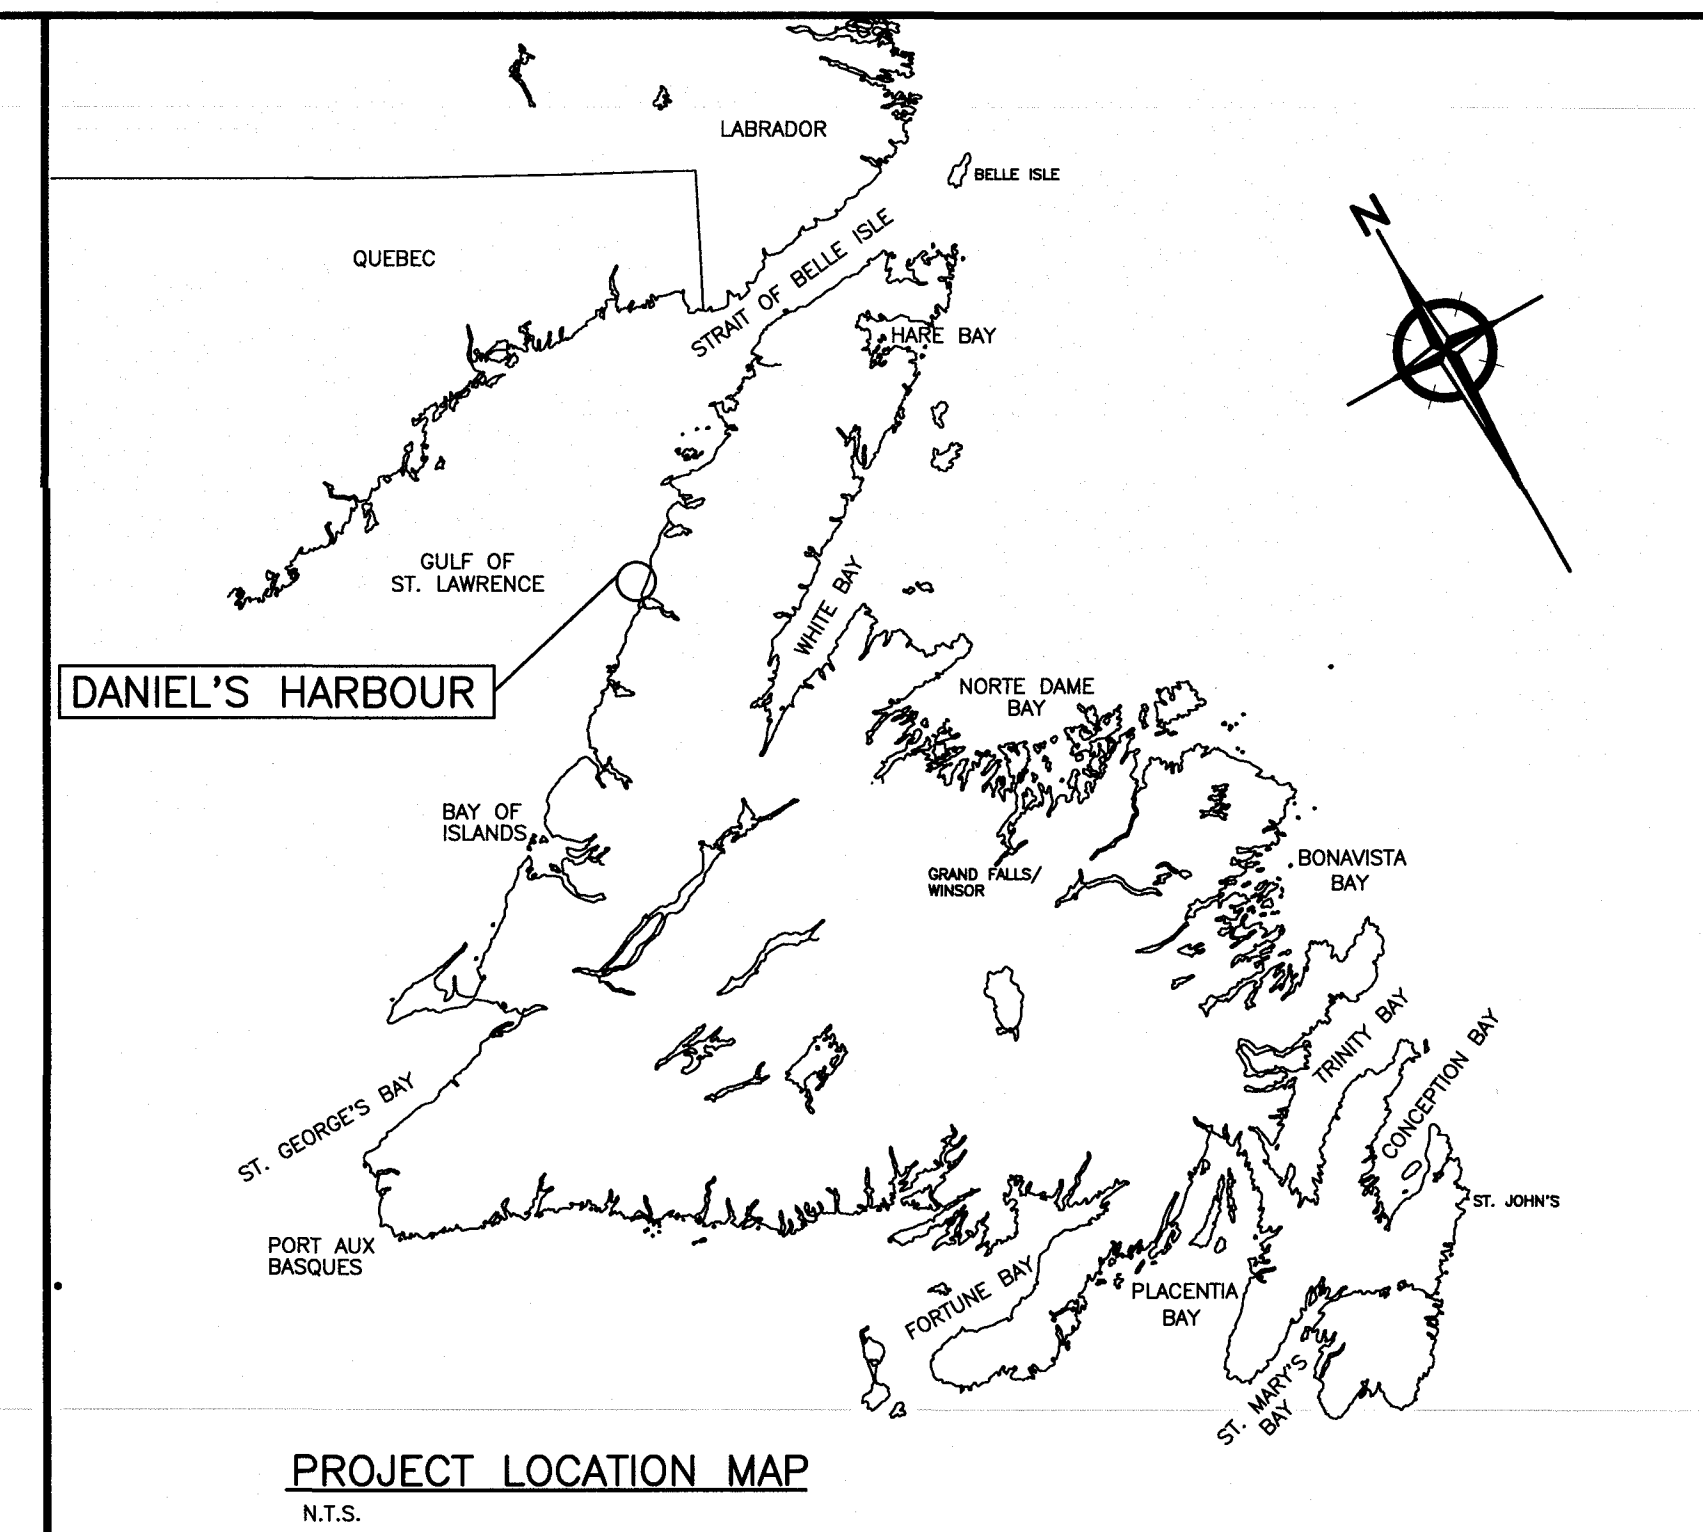 LABRADOR
BELLE ISLE
N
QUEBEC
STRAIT OF BELLE ISLE
HARE BAY
GULF OF
ST. LAWRENCE
WHITE BAY
DANIEL'S HARBOUR
NORTE DAME
BAY
BAY OF
ISLANDS
GRAND FALLS/
WINSOR
BONAVISTA
BAY
TRINITY BAY
CONCEPTION BAY
ST. GEORGE'S BAY
ST. JOHN'S
PORT AUX
BASQUES
FORTUNE BAY
PLACENTIA
BAY
ST. MARY'S
BAY
PROJECT LOCATION MAP
N.T.S.